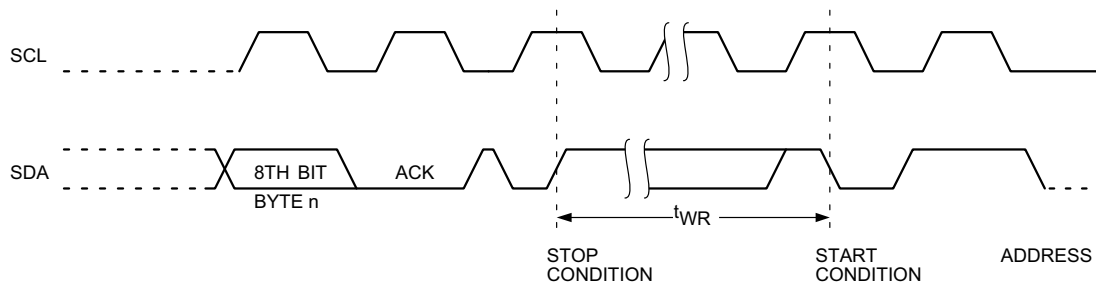 SCL
SDA
8TH BIT
ACK
BYTE n
tWR
STOP
CONDITION
START
CONDITION
ADDRESS